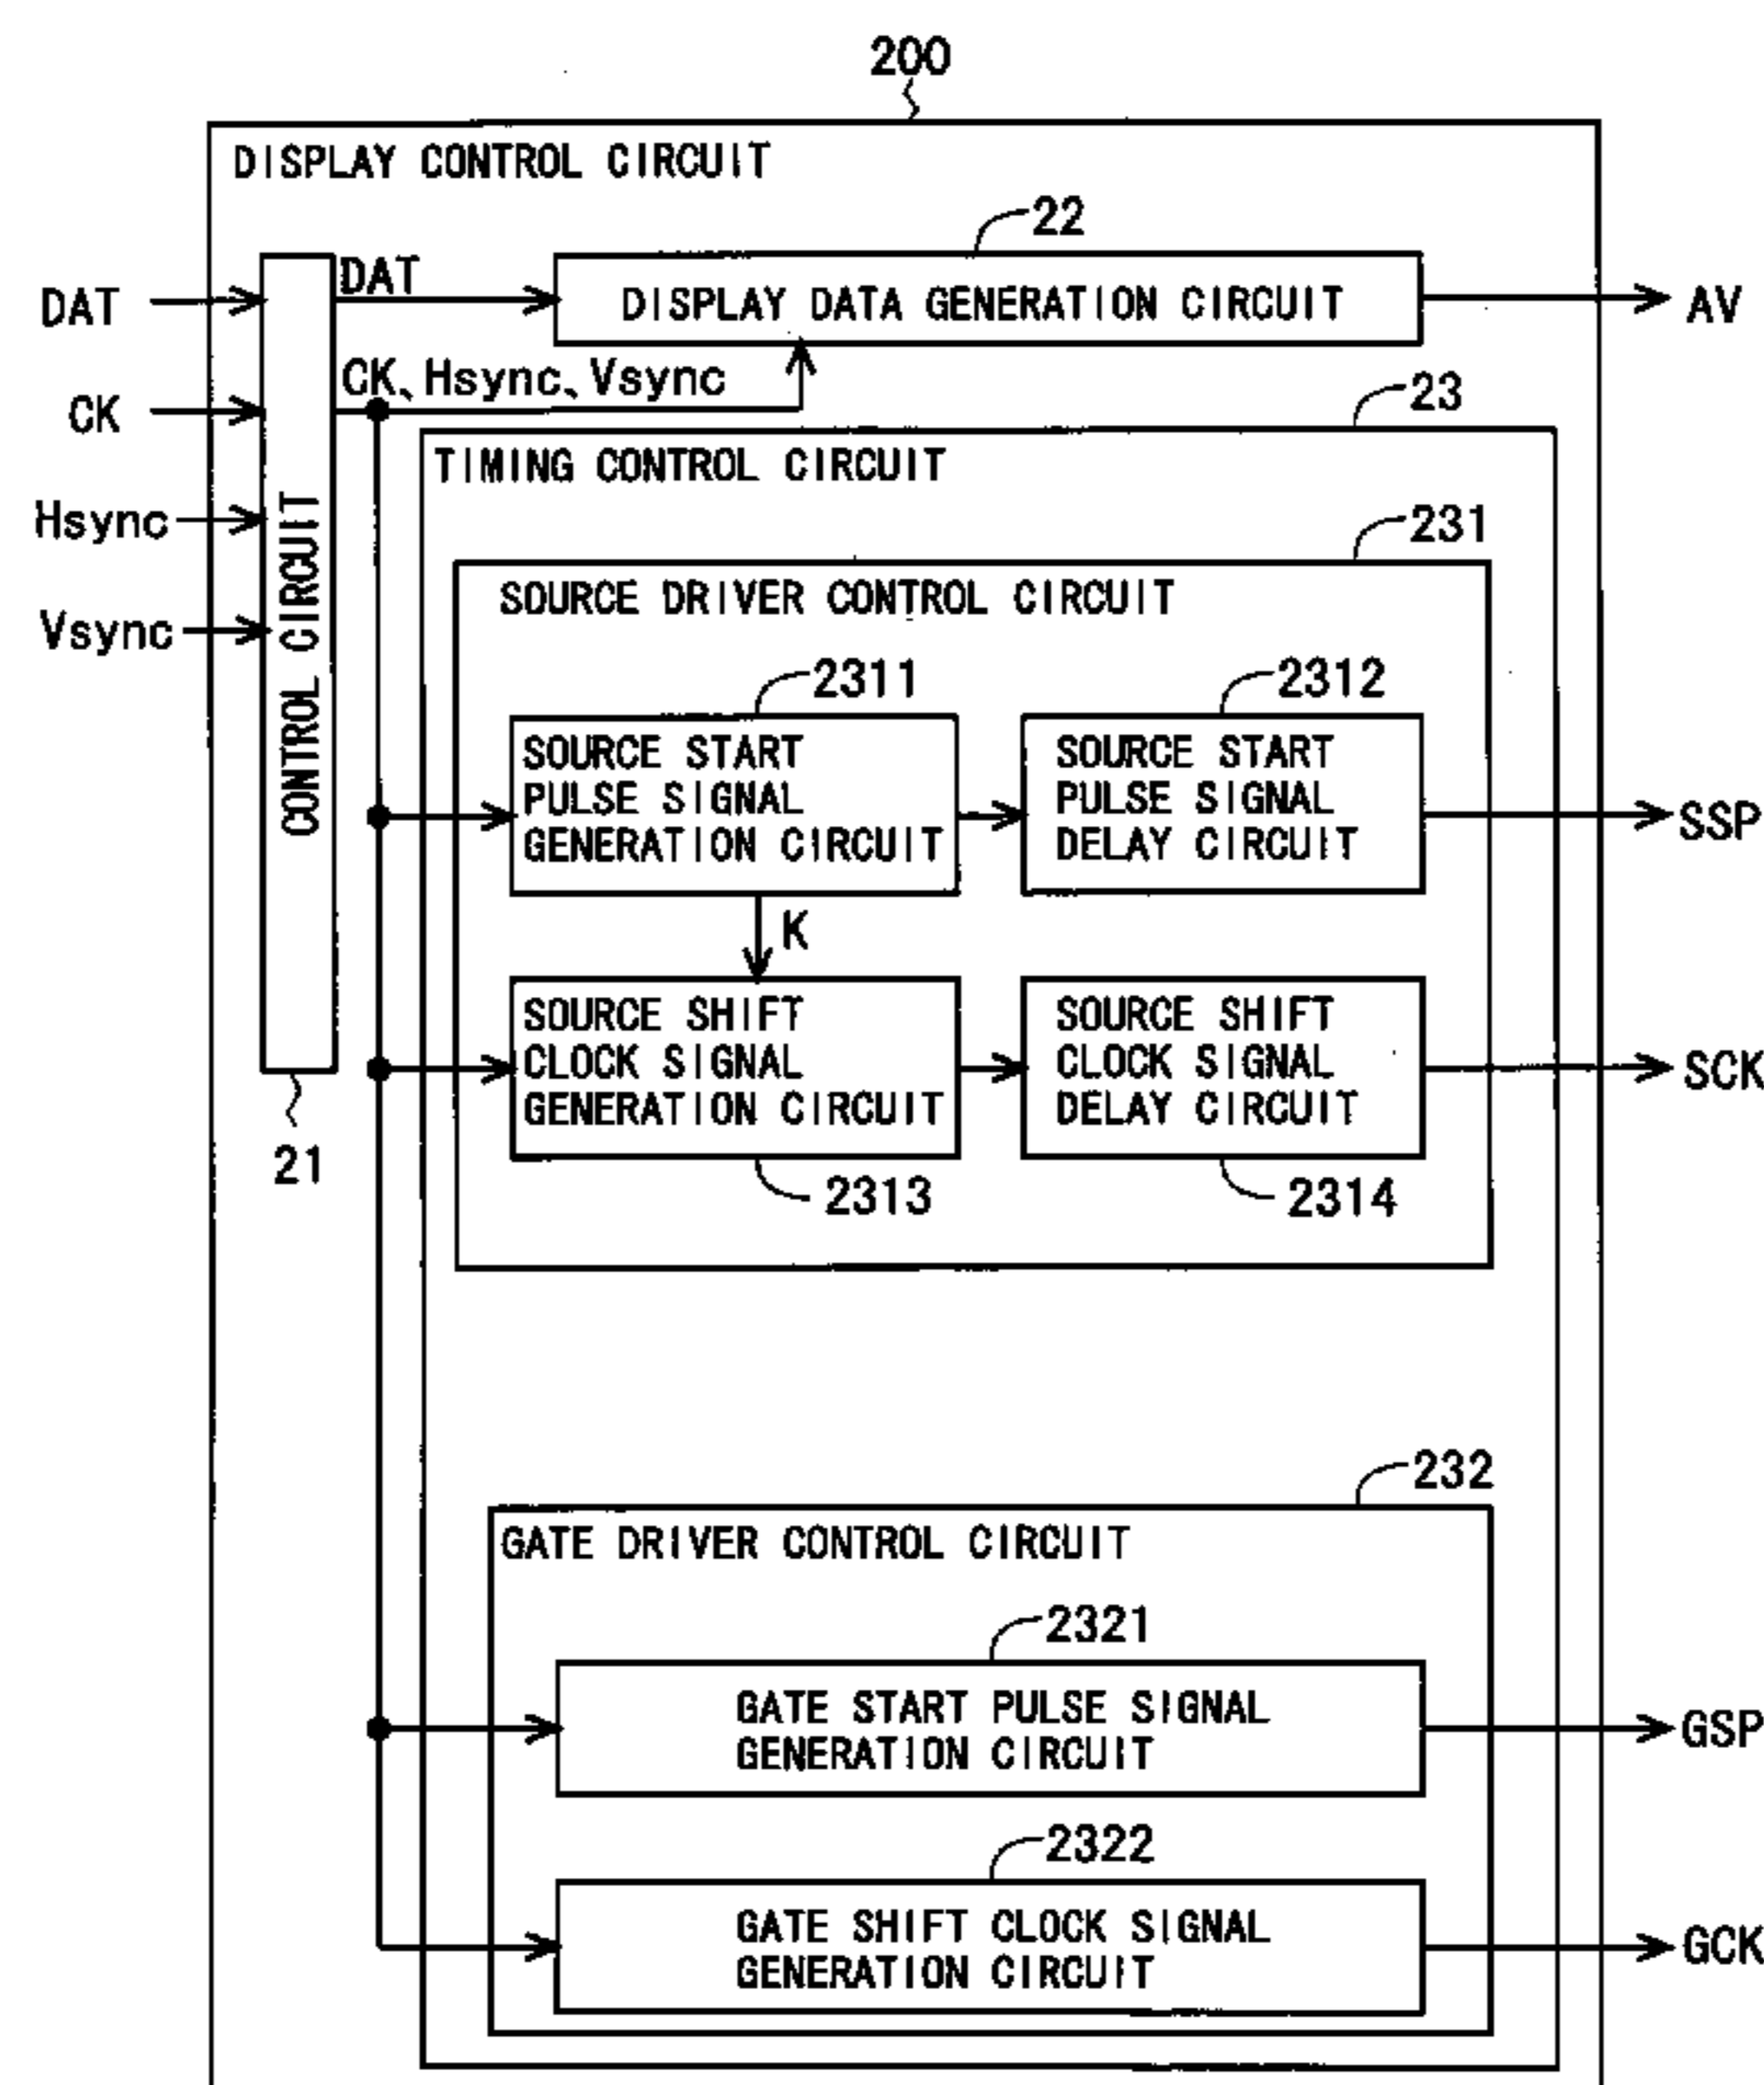 200
DISPLAY CONTROL CIRCUIT
22
DAT
DAT
DISPLAY DATA GENERATION CIRCUIT
AV
CK、Hsync、Vsync
CK
23
TIMING CONTROL CIRCUIT
Hsync
231
SOURCE DRIVER CONTROL CIRCUIT
Vsync
CONTROL CIRCUIT
21
2311
2312
SOURCE START
PULSE SIGNAL
GENERATION CIRCUIT
SOURCE START
PULSE SIGNAL
DELAY CIRCUIT
SSP
K
SOURCE SHIFT
CLOCK SIGNAL
GENERATION CIRCUIT
SOURCE SHIFT
CLOCK SIGNAL
DELAY CIRCUIT
SCK
2313
2314
232
GATE DRIVER CONTROL CIRCUIT
2321
GATE START PULSE SIGNAL
GENERATION CIRCUIT
GSP
2322
GATE SHIFT CLOCK SIGNAL
GENERATION CIRCUIT
GCK